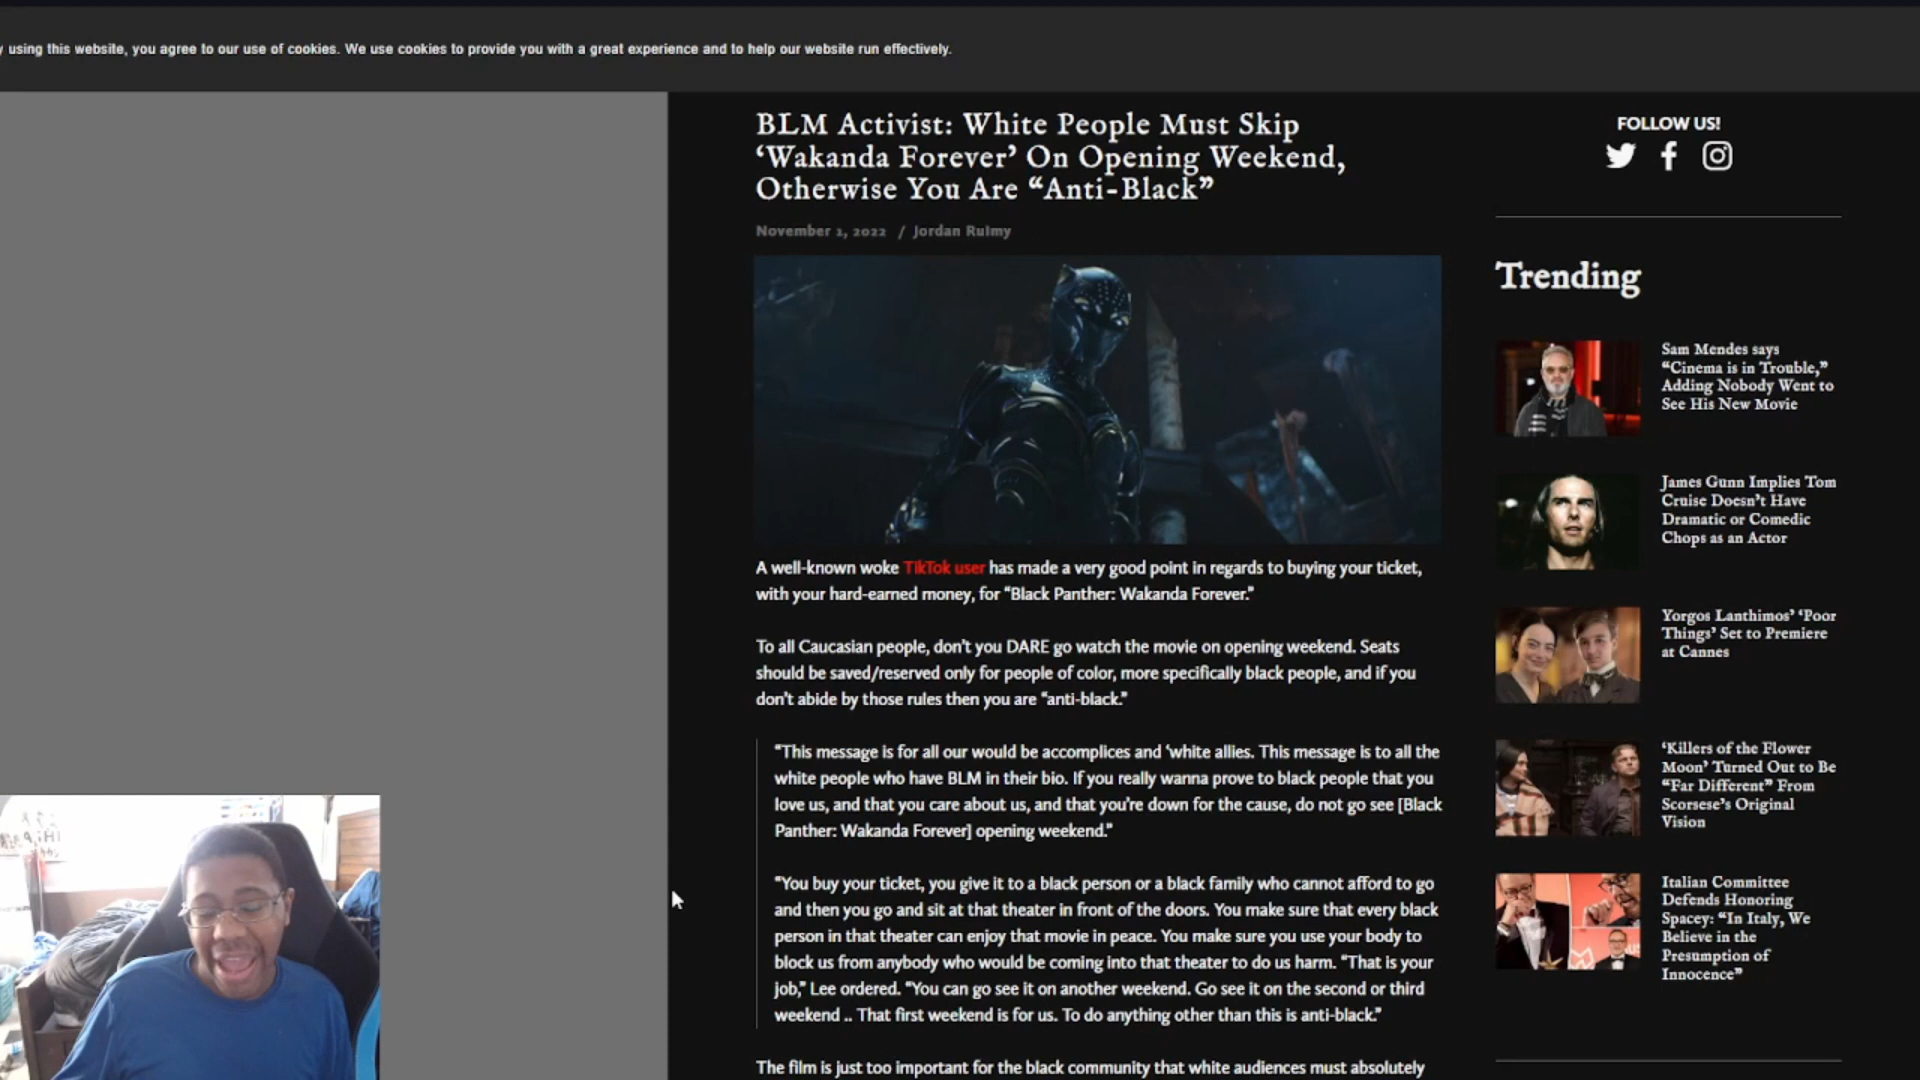 using this website, you agree to our use of cookies. We use cookies to provide you with a great experience and to help our website run effectively.
BLM Activist: White People Must Skip
‘Wakanda Forever’ On Opening Weekend,
Otherwise You Are “Anti-Black”
November 1, 2022 / Jordan Ruimy
A well-known woke TikTok user has made a very good point in regards to buying your ticket,
with your hard-earned money, for “Black Panther: Wakanda Forever.”
To all Caucasian people, don’t you DARE go watch the movie on opening weekend. Seats
should be saved/reserved only for people of color, more specifically black people, and if you
don’t abide by those rules then you are “anti-black.”
“This message is for all our would be accomplices and ‘white allies. This message is to all the
white people who have BLM in their bio. If you really wanna prove to black people that you
love us, and that you care about us, and that you’re down for the cause, do not go see [Black
Panther: Wakanda Forever] opening weekend.”
“You buy your ticket, you give it to a black person or a black family who cannot afford to go
and then you go and sit at that theater in front of the doors. You make sure that every black
person in that theater can enjoy that movie in peace. You make sure you use your body to
block us from anybody who would be coming into that theater to do us harm. “That is your
job,” Lee ordered. “You can go see it on another weekend. Go see it on the second or third
weekend .. That first weekend is for us. To do anything other than this is anti-black.”
The film is just too important for the black community that white audiences must absolutely
FOLLOW US!
Trending
Sam Mendes says
“Cinema is in Trouble,”
Adding Nobody Went to
See His New Movie
James Gunn Implies Tom
Cruise Doesn’t Have
Dramatic or Comedic
Chops as an Actor
Yorgos Lanthimos’ ‘Poor
Things’ Set to Premiere
at Cannes
‘Killers of the Flower
Moon’ Turned Out to Be
“Far Different” From
Scorsese’s Original
Vision
Italian Committee
Defends Honoring
Spacey: “In Italy, We
Believe in the
Presumption of
Innocence”